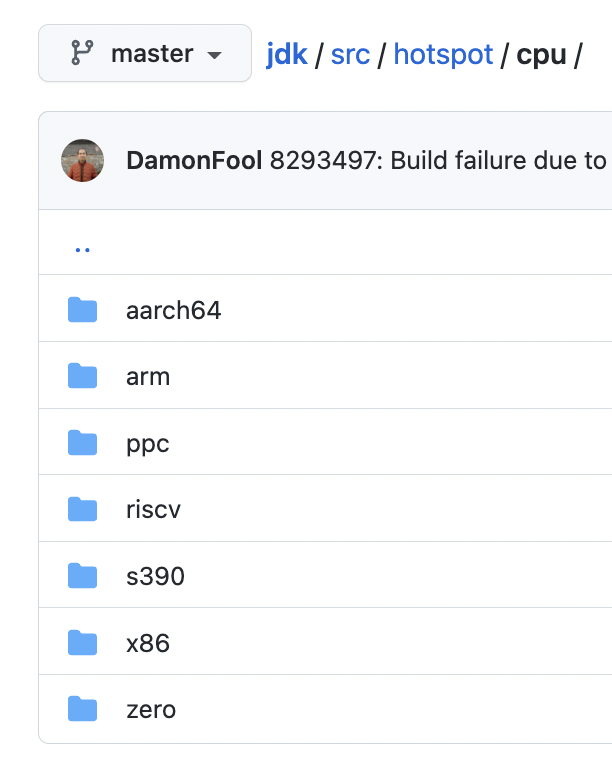 master jdk / src / hotspot / cpu /
DamonFool 8293497: Build failure due to
..
aarch64
arm
ppc
riscv
s390
x86
zero